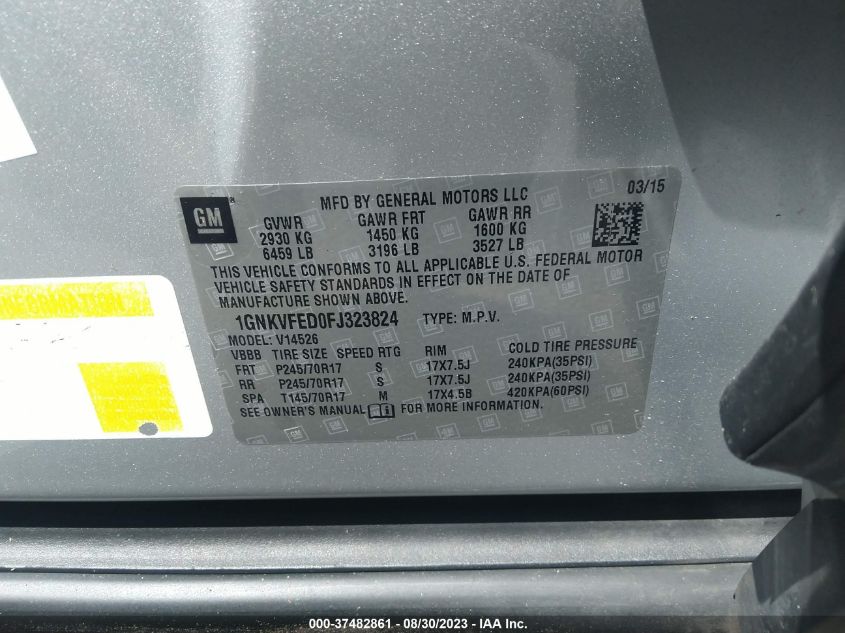 MFD BY GENERAL MOTORS LLC 03/15
GM®
GVWR GAWR FRT GAWR RR
2930 KG 1450 KG 1600 KG
6459 LB 3196 LB 3527 LB
THIS VEHICLE CONFORMS TO ALL APPLICABLE U.S. FEDERAL MOTOR
VEHICLE SAFETY STANDARDS IN EFFECT ON THE DATE OF
MANUFACTURE SHOWN ABOVE.
1GNKVFED0FJ323824 TYPE: M.P.V.
MODEL: V14526
VBBB TIRE SIZE SPEED RTG RIM COLD TIRE PRESSURE
FRT P245/70R17 S 17X7.5J 240KPA(35PSI)
RR P245/70R17 S 17X7.5J 240KPA(35PSI)
SPA T145/70R17 M 17X4.5B 420KPA(60PSI)
SEE OWNER'S MANUAL FOR MORE INFORMATION.
INFORMATION
000-37482861 - 08/30/2023 - IAA Inc.